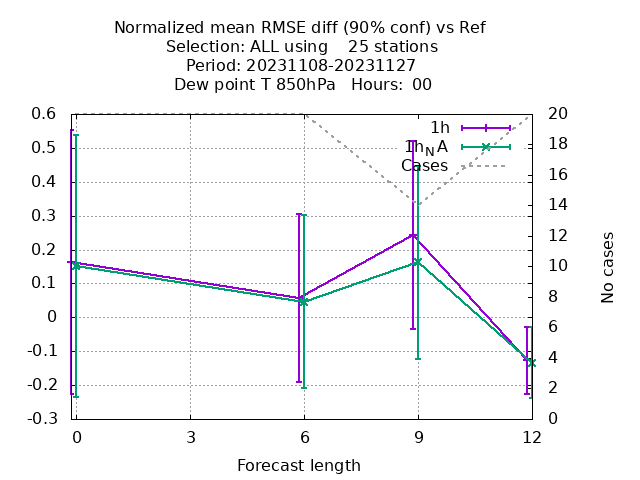 Normalized mean RMSE diff (90% conf) vs Ref
Selection: ALL using 25 stations
Period: 20231108-20231127
Dew point T 850hPa Hours: 00
0.6
0.5
0.4
0.3
0.2
0.1
0
-0.1
-0.2
-0.3
20
18
16
14
12
10
8
6
4
2
0
1h
1h_N A
Cases
No cases
0 3 6 9 12
Forecast length